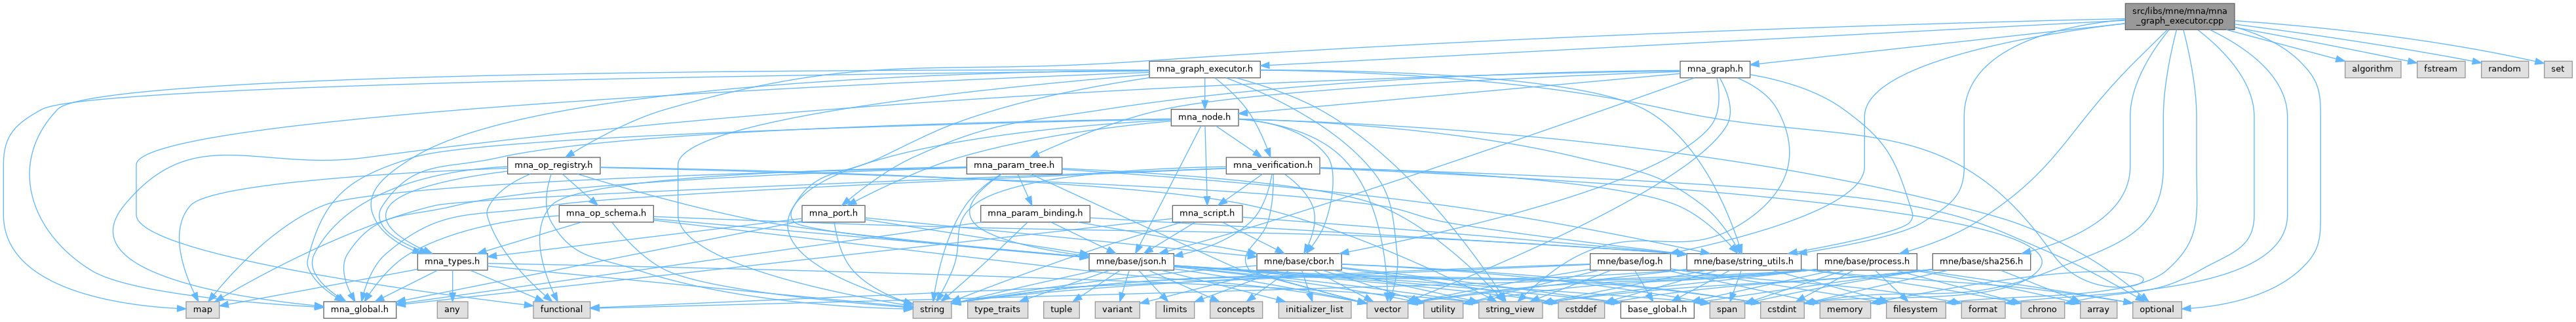 src/libs/mne/mna/mna
_graph_executor.cpp
mna_graph_executor.h
mna_graph.h
algorithm
fstream
random
set
mna_node.h
mna_op_registry.h
mna_param_tree.h
mna_verification.h
mna_op_schema.h
mna_port.h
mna_param_binding.h
mna_script.h
mna_types.h
mne/base/json.h
mne/base/cbor.h
mne/base/log.h
mne/base/string_utils.h
mne/base/process.h
mne/base/sha256.h
map
mna_global.h
any
functional
string
type_traits
tuple
variant
limits
concepts
initializer_list
vector
utility
string_view
cstddef
base_global.h
span
cstdint
memory
filesystem
format
chrono
array
optional